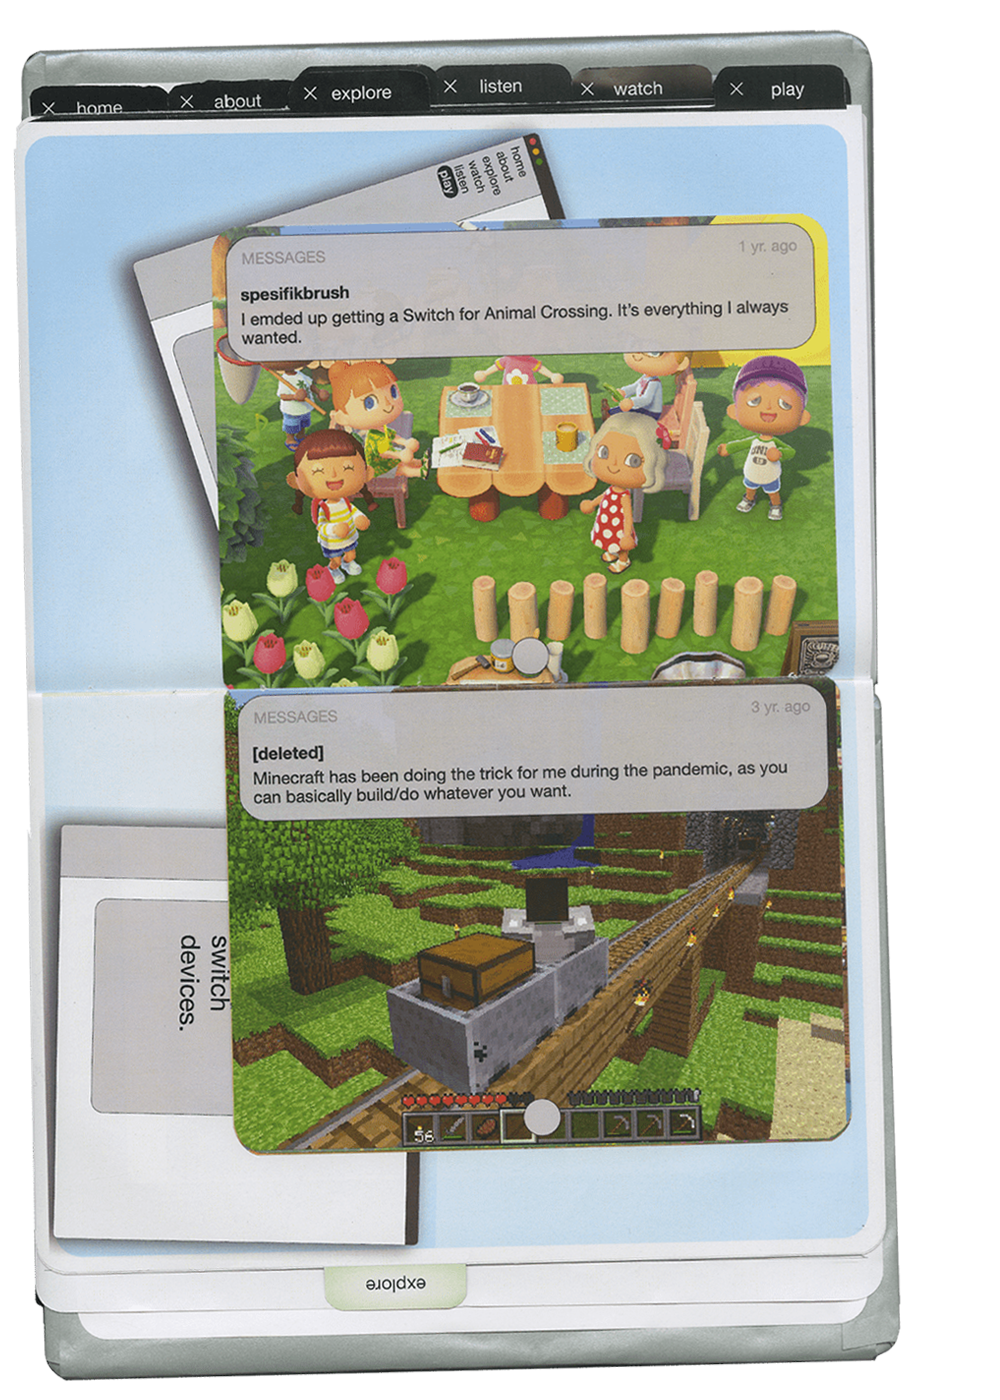 home
about
explore
listen
watch
play
home
about
explore
watch
listen
play
MESSAGES
1 yr. ago
spesifikbrush
I emded up getting a Switch for Animal Crossing. It's everything I always
wanted.
UNI
MESSAGES
3 yr. ago
[deleted]
Minecraft has been doing the trick for me during the pandemic, as you
can basically build/do whatever you want.
switch
devices.
56
explore